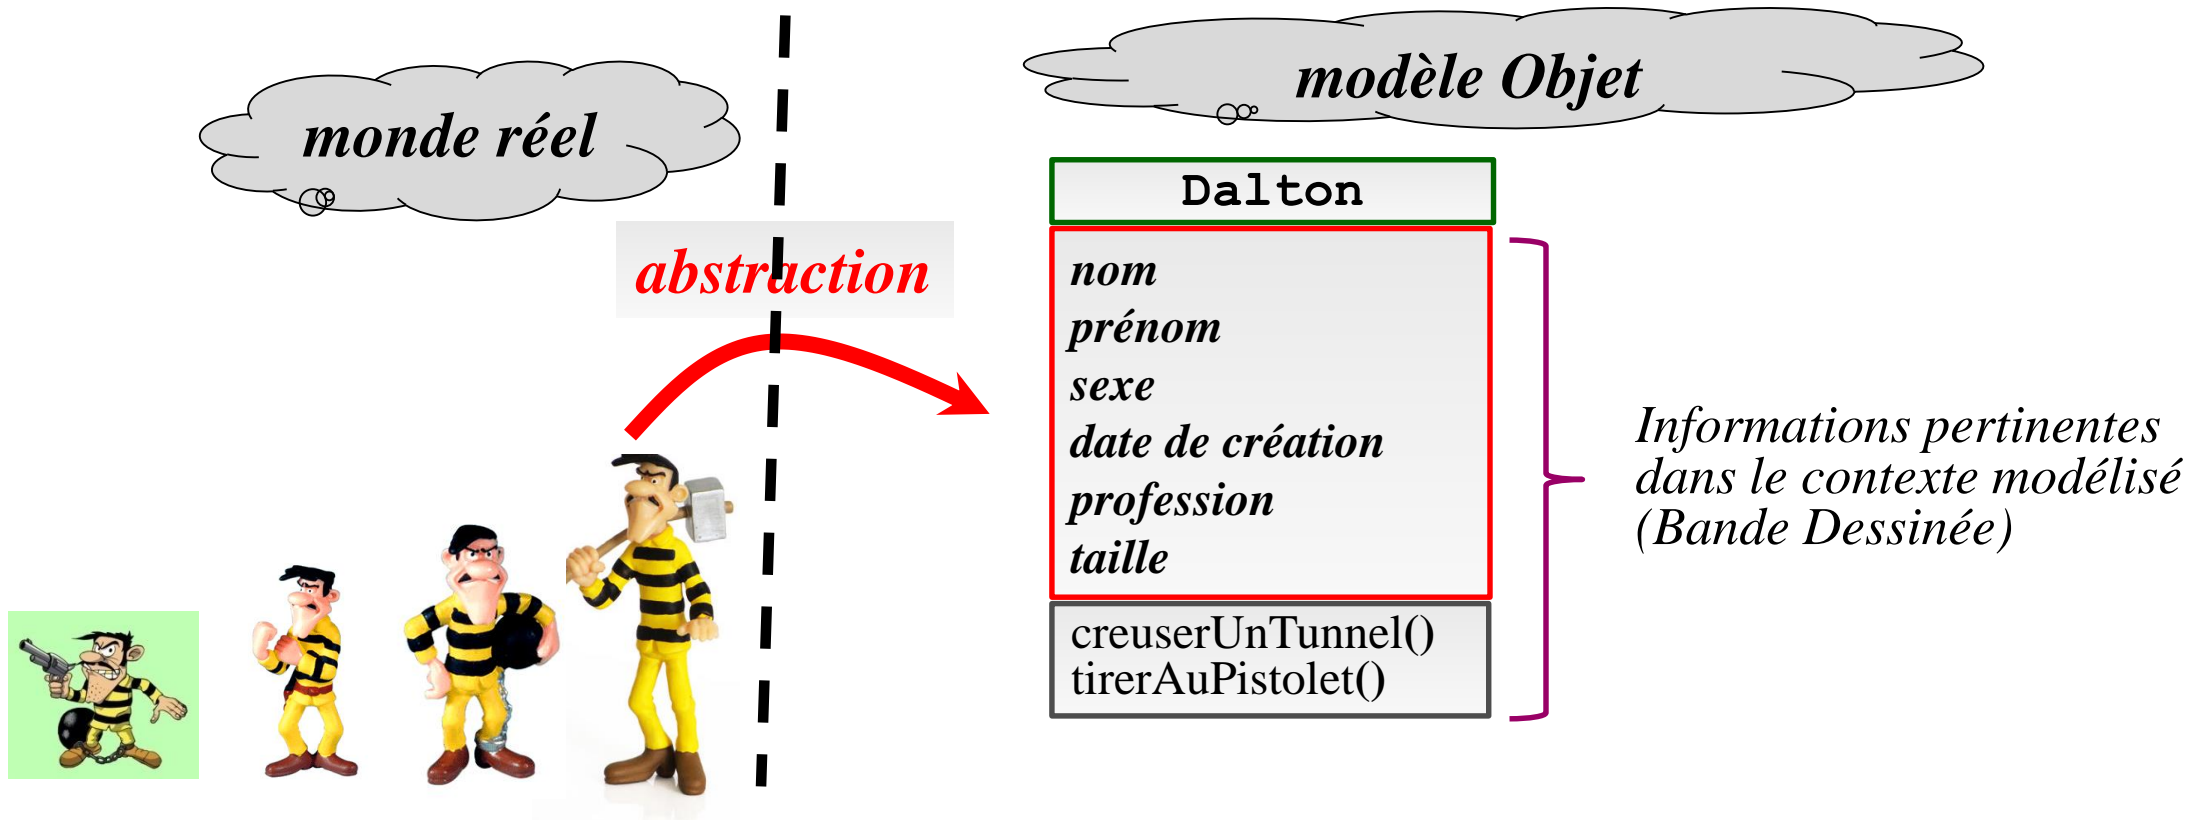 monde réel
modèle Objet
abstraction
Dalton
nom
prénom
sexe
date de création
profession
taille
creuserUnTunnel()
tirerAuPistolet()
Informations pertinentes
dans le contexte modélisé
(Bande Dessinée)